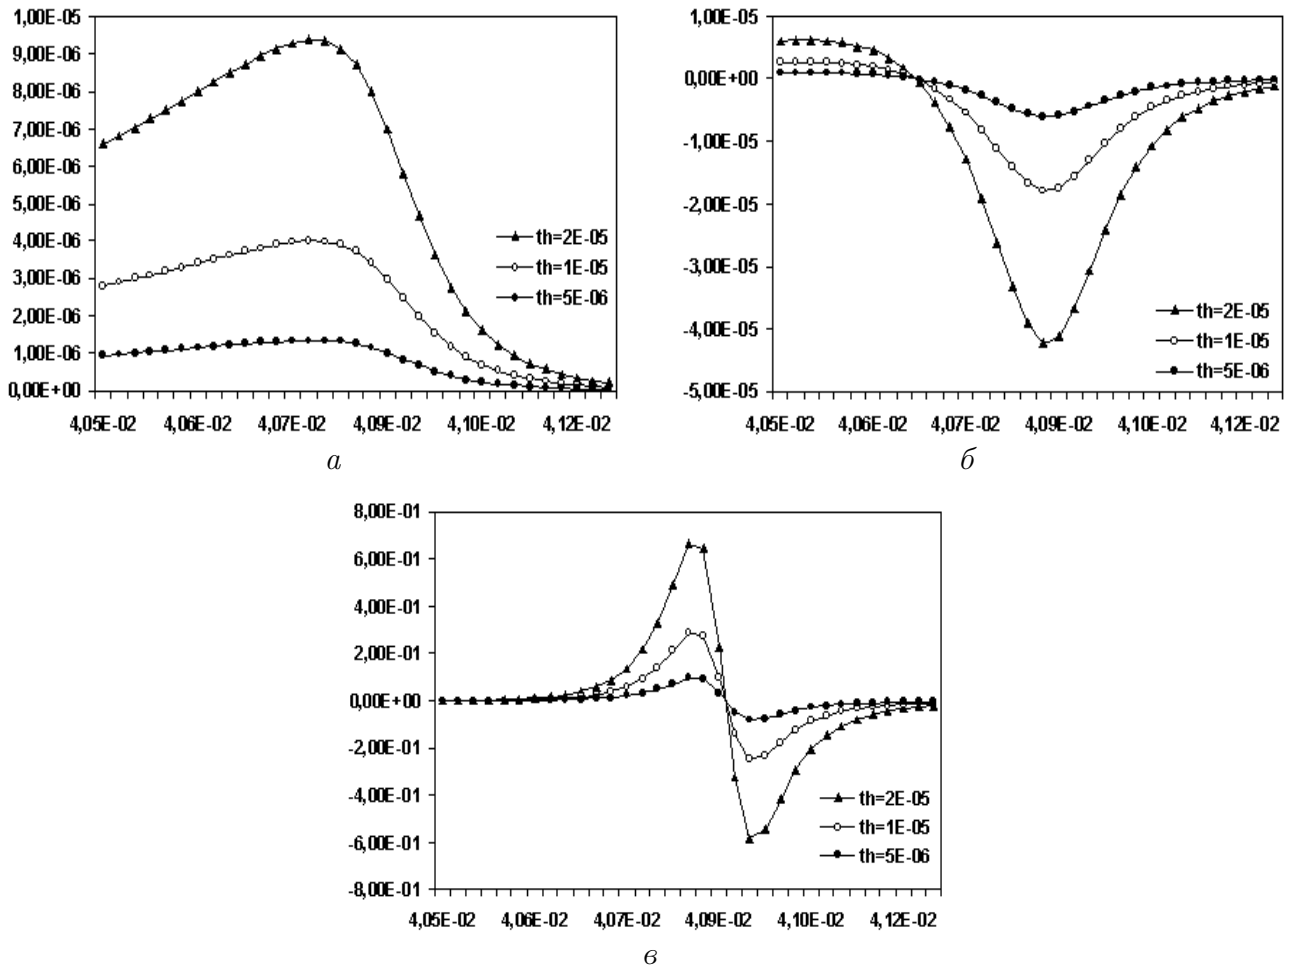 1,00E-05
9,00E-06
8,00E-06
7,00E-06
6,00E-06
5,00E-06
4,00E-06
3,00E-06
2,00E-06
1,00E-06
0,00E+00
th=2E-05
th=1E-05
th=5E-06
4,05E-02 4,06E-02 4,07E-02 4,09E-02 4,10E-02 4,12E-02
а
1,00E-05
0,00E+00
-1,00E-05
-2,00E-05
-3,00E-05
-4,00E-05
-5,00E-05
th=2E-05
th=1E-05
th=5E-06
4,05E-02 4,06E-02 4,07E-02 4,09E-02 4,10E-02 4,12E-02
б
8,00E-01
6,00E-01
4,00E-01
2,00E-01
0,00E+00
-2,00E-01
-4,00E-01
-6,00E-01
-8,00E-01
th=2E-05
th=1E-05
th=5E-06
4,05E-02 4,06E-02 4,07E-02 4,09E-02 4,10E-02 4,12E-02
в